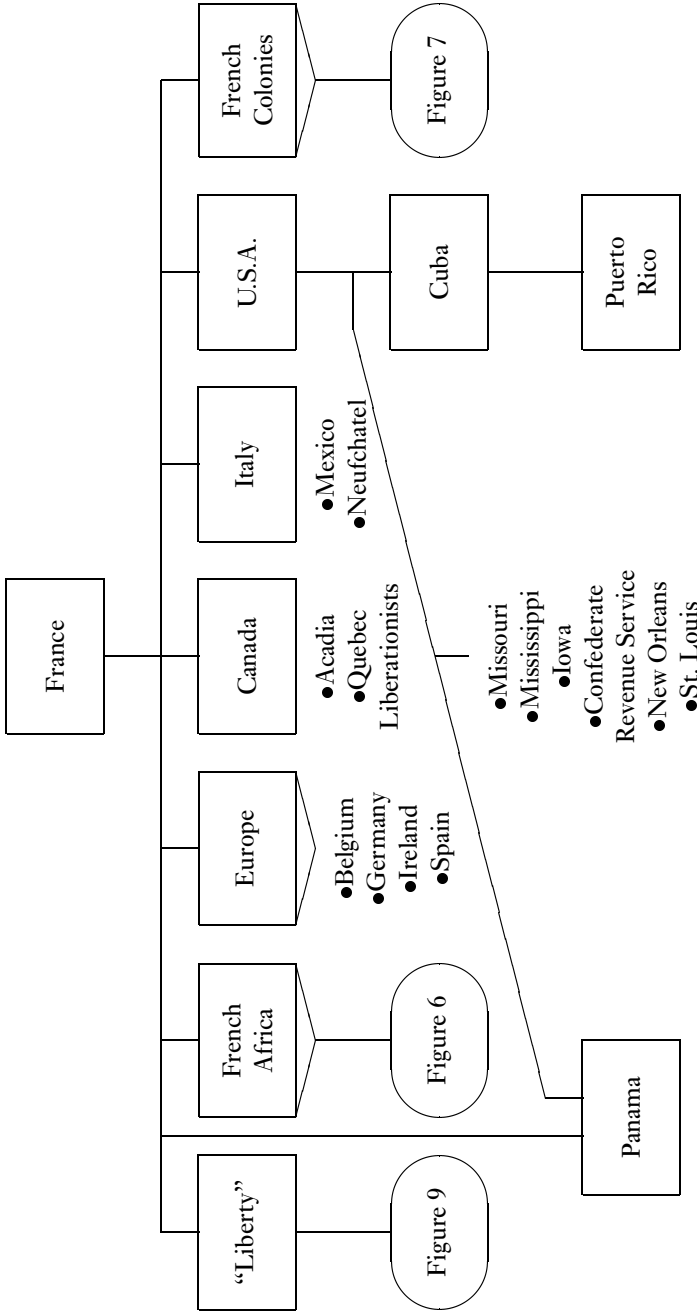 France
“Liberty”
French
Africa
Europe
Canada
Italy
U.S.A.
French
Colonies
Figure 9
Figure 6
●Belgium
●Germany
●Ireland
●Spain
●Acadia
●Quebec
Liberationists
●Mexico
●Neufchatel
Cuba
Figure 7
Panama
●Missouri
●Mississippi
●Iowa
●Confederate
Revenue Service
●New Orleans
●St. Louis
Puerto
Rico